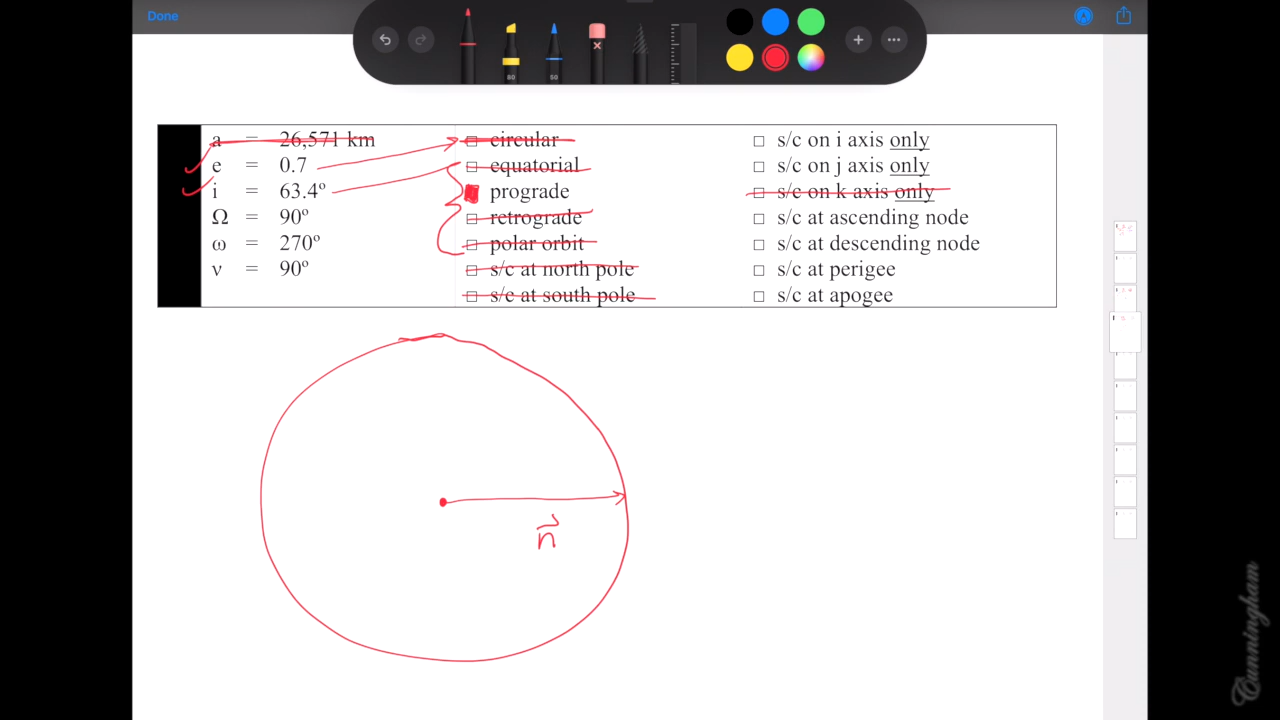 Done
80
50
a = 26,571 km
e = 0.7
i = 63.4º
Ω = 90º
ω = 270º
ν = 90º
□ circular
□ equatorial
prograde
□ retrograde
□ polar orbit
□ s/c at north pole
□ s/c at south pole
□ s/c on i axis only
□ s/c on j axis only
□ s/c on k axis only
□ s/c at ascending node
□ s/c at descending node
□ s/c at perigee
□ s/c at apogee
n
Cunningham